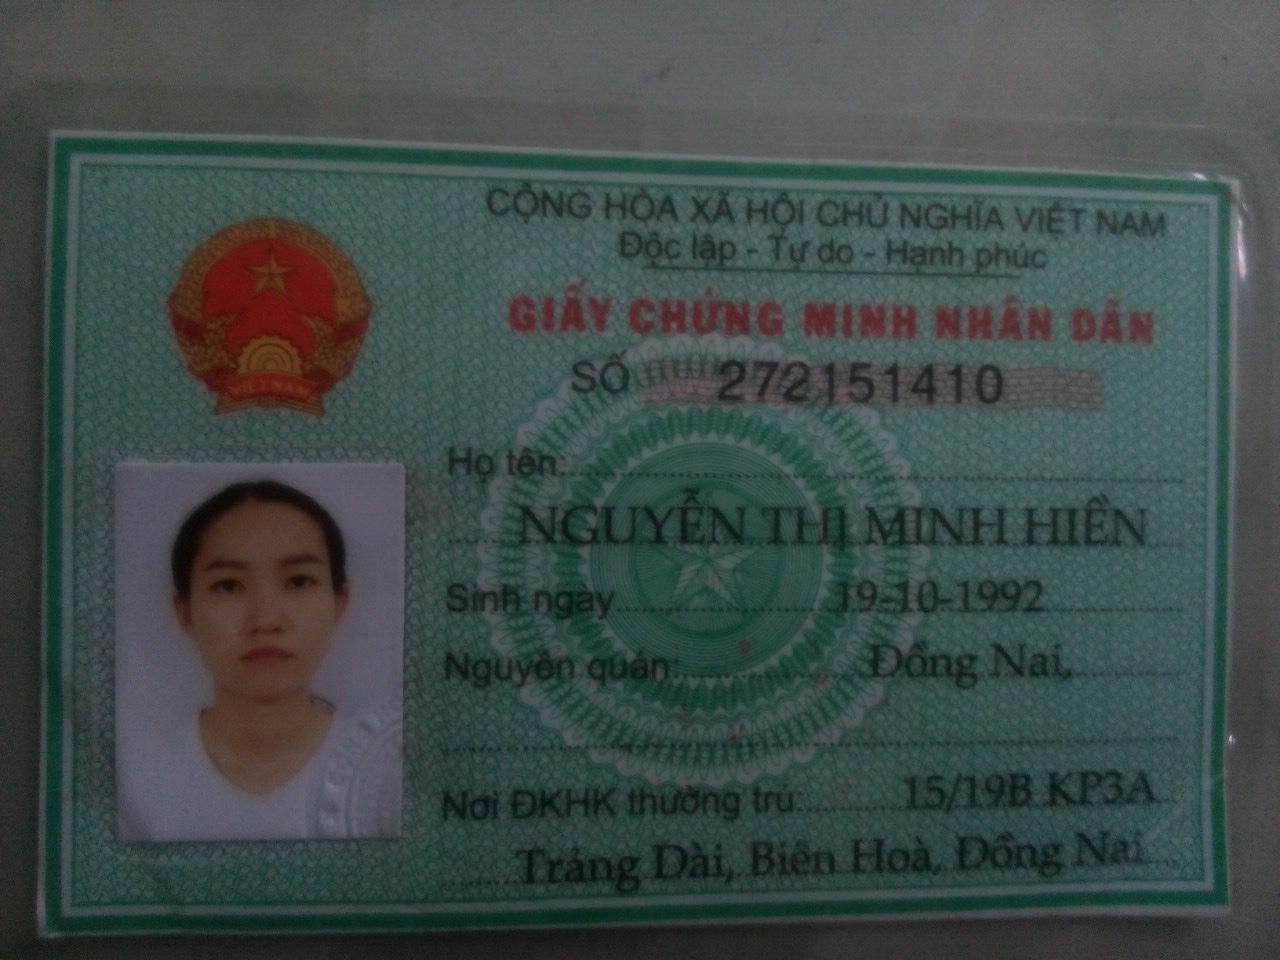 CỘNG HÒA XÃ HỘI CHỦ NGHĨA VIỆT NAM
Độc lập - Tự do - Hạnh phúc
GIẤY CHỨNG MINH NHÂN DÂN
SỐ 272151410
VIỆT NAM
Họ tên:
NGUYỄN THỊ MINH HIỀN
Sinh ngày 19-10-1992
Nguyên quán: Đồng Nai,
Nơi ĐKHK thường trú: 15/19B KP3A
Trảng Dài, Biên Hoà, Đồng Nai